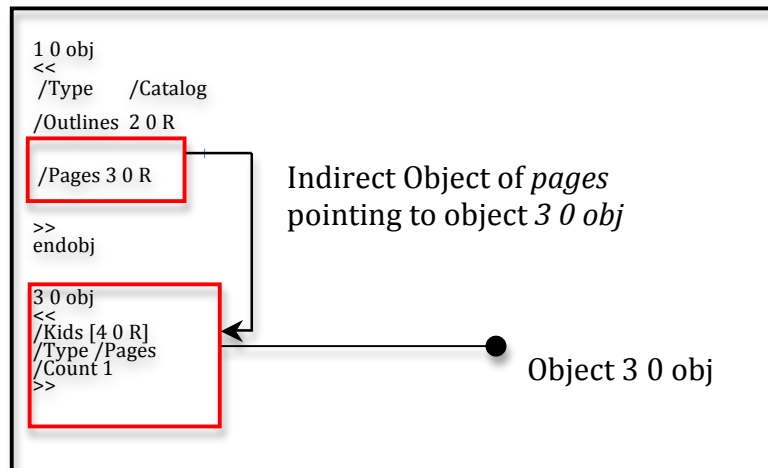 1 0 obj
<<
/Type /Catalog
/Outlines 2 0 R
/Pages 3 0 R
>>
endobj
Indirect Object of pages
pointing to object 3 0 obj
3 0 obj
<<
/Kids [4 0 R]
/Type /Pages
/Count 1
>>
Object 3 0 obj